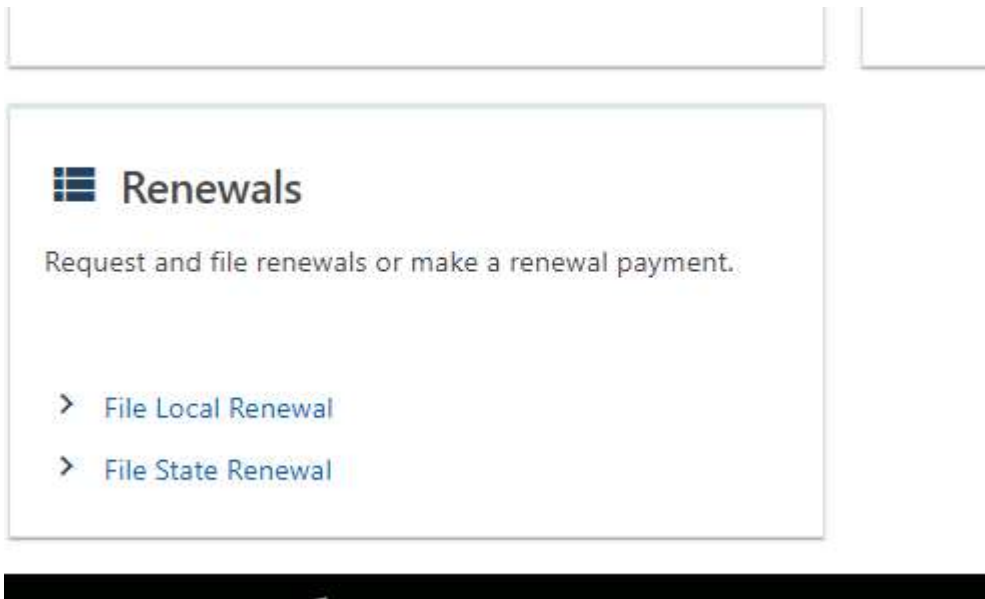 Renewals
Request and file renewals or make a renewal payment.
File Local Renewal
File State Renewal